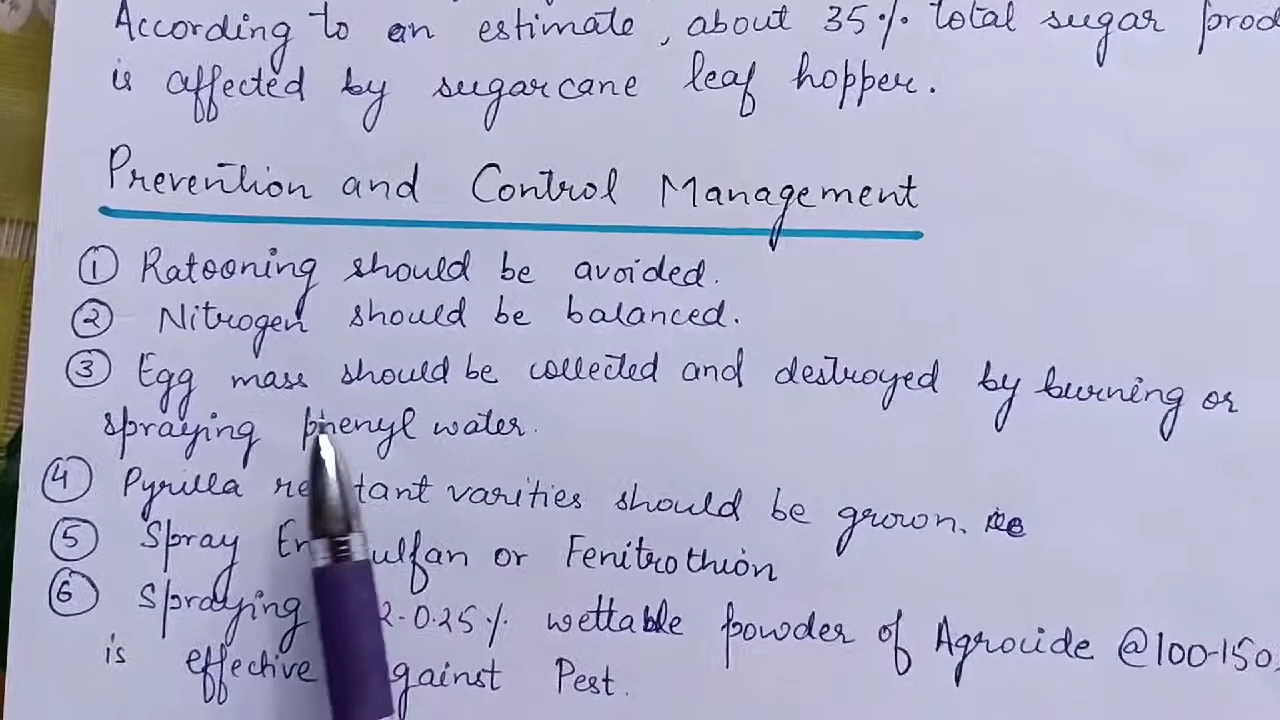 According to an estimate, about 35% total sugar prod
is affected by sugarcane leaf hopper.
Prevention and Control Management
① Ratooning should be avoided.
② Nitrogen should be balanced.
③ Egg mass should be collected and destroyed by burning or
spraying phenyl water.
④ Pyrilla re tant varities should be grown.
⑤ Spray En ulfan or Fenitrothion
⑥ Spraying 2-0.25% wettable powder of Agrocide @100-150
is effective gainst Pest.